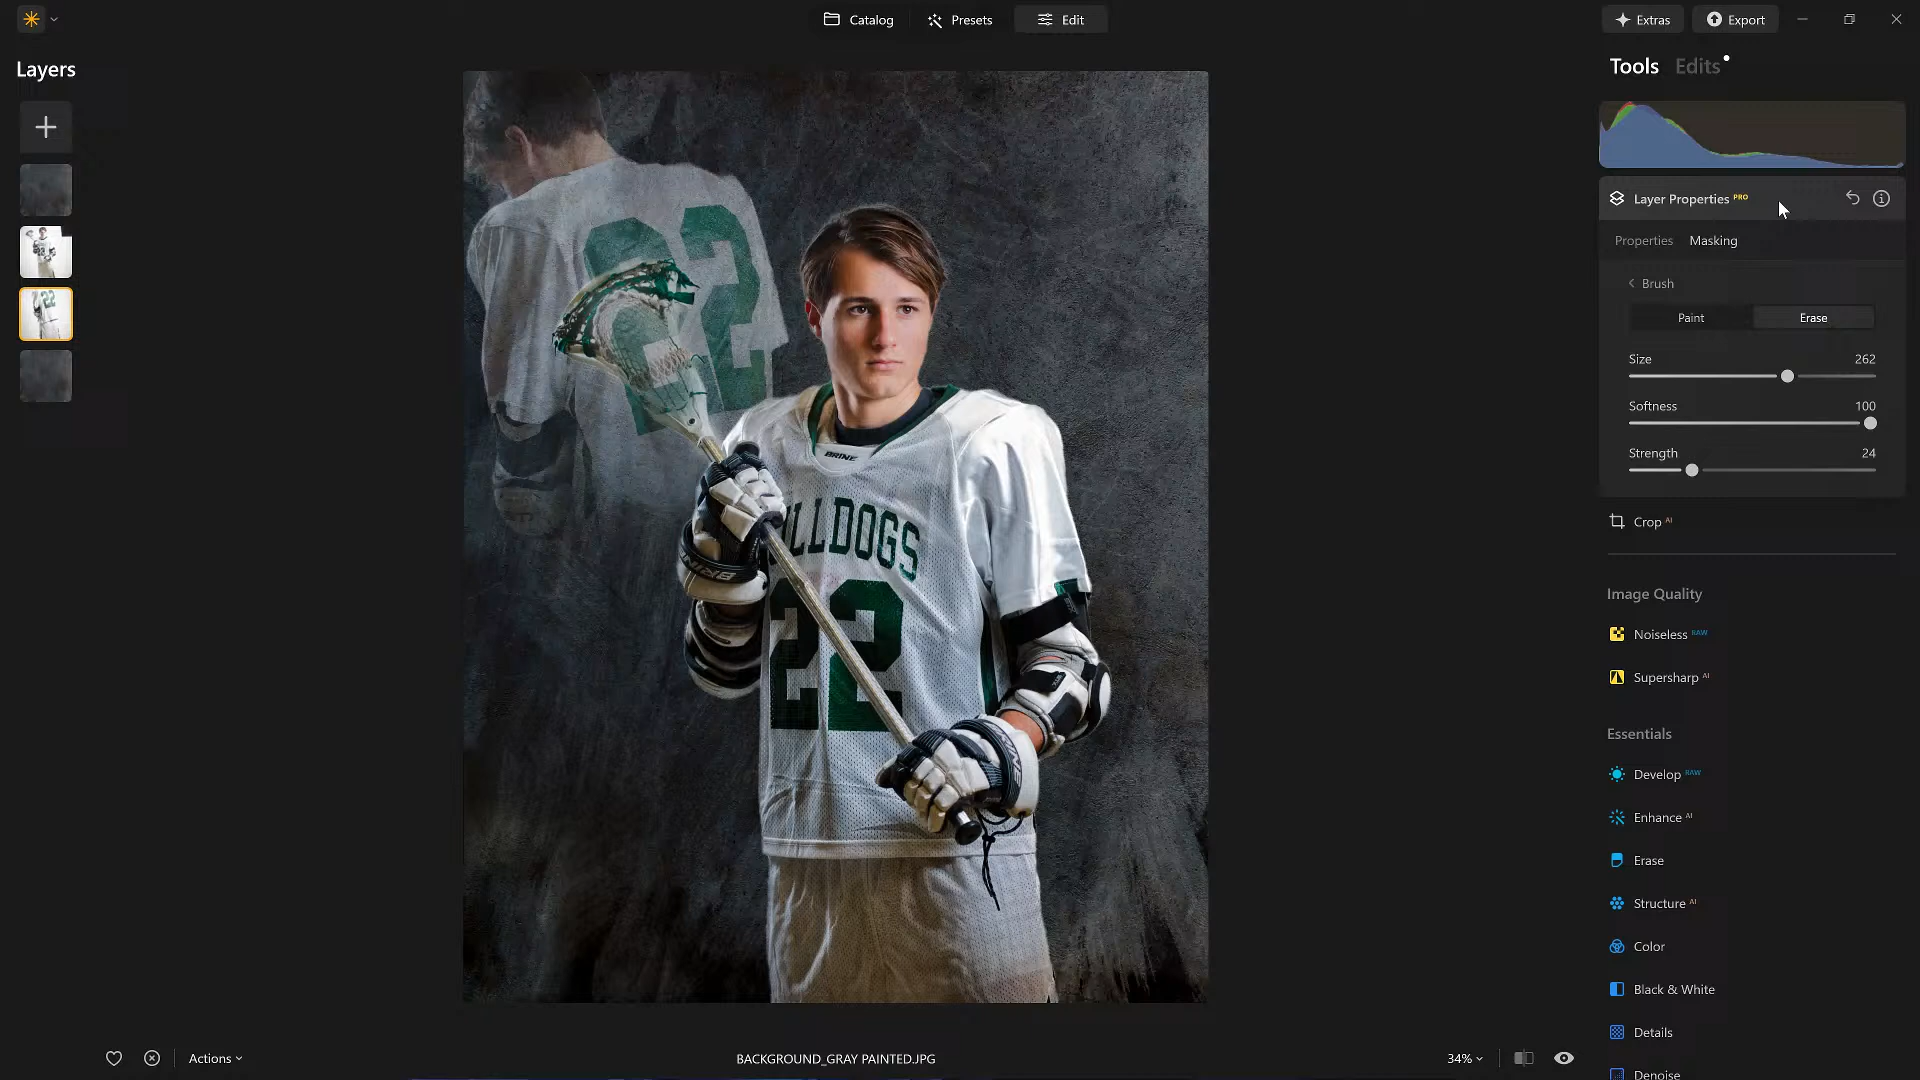 Catalog
Presets
Edit
Extras
Export
Layers
Tools
Edits
Layer Properties PRO
Properties
Masking
Brush
Paint
Erase
Size
262
Softness
100
Strength
24
Crop AI
Image Quality
Noiseless RAW
Supersharp AI
Essentials
Develop RAW
Enhance AI
Erase
Structure AI
Color
Black & White
Details
Denoise
22
BRINE
LLDOGS
22
BRINE
Actions
BACKGROUND_GRAY PAINTED.JPG
34%